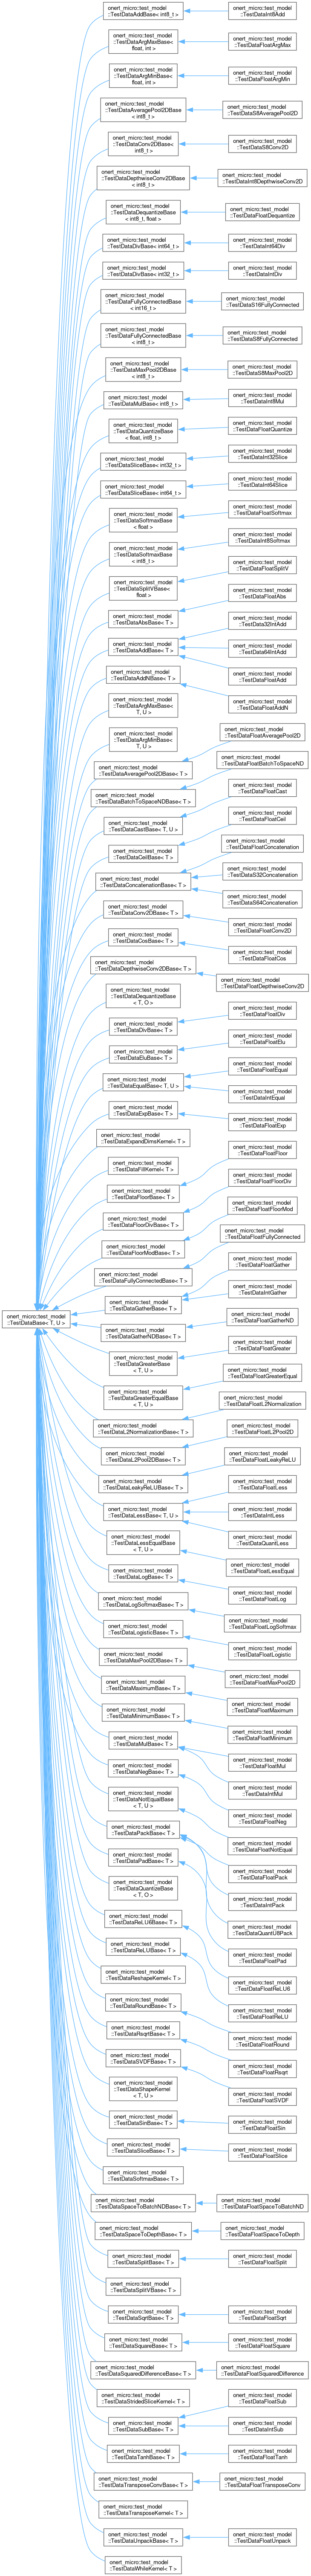 onert_micro::test_model
::TestDataBase< T, U >
onert_micro::test_model
::TestDataAddBase< int8_t >
onert_micro::test_model
::TestDataArgMaxBase<
float, int >
onert_micro::test_model
::TestDataArgMinBase<
float, int >
onert_micro::test_model
::TestDataAveragePool2DBase
< int8_t >
onert_micro::test_model
::TestDataConv2DBase<
int8_t >
onert_micro::test_model
::TestDataDepthwiseConv2DBase
< int8_t >
onert_micro::test_model
::TestDataDequantizeBase
< int8_t, float >
onert_micro::test_model
::TestDataDivBase< int64_t >
onert_micro::test_model
::TestDataDivBase< int32_t >
onert_micro::test_model
::TestDataFullyConnectedBase
< int16_t >
onert_micro::test_model
::TestDataFullyConnectedBase
< int8_t >
onert_micro::test_model
::TestDataMaxPool2DBase
< int8_t >
onert_micro::test_model
::TestDataMulBase< int8_t >
onert_micro::test_model
::TestDataQuantizeBase
< float, int8_t >
onert_micro::test_model
::TestDataSliceBase< int32_t >
onert_micro::test_model
::TestDataSliceBase< int64_t >
onert_micro::test_model
::TestDataSoftmaxBase
< float >
onert_micro::test_model
::TestDataSoftmaxBase
< int8_t >
onert_micro::test_model
::TestDataSplitVBase<
float >
onert_micro::test_model
::TestDataAbsBase< T >
onert_micro::test_model
::TestDataAddBase< T >
onert_micro::test_model
::TestDataAddNBase< T >
onert_micro::test_model
::TestDataArgMaxBase<
T, U >
onert_micro::test_model
::TestDataArgMinBase<
T, U >
onert_micro::test_model
::TestDataAveragePool2DBase< T >
onert_micro::test_model
::TestDataBatchToSpaceNDBase< T >
onert_micro::test_model
::TestDataCastBase< T, U >
onert_micro::test_model
::TestDataCeilBase< T >
onert_micro::test_model
::TestDataConcatenationBase< T >
onert_micro::test_model
::TestDataConv2DBase< T >
onert_micro::test_model
::TestDataCosBase< T >
onert_micro::test_model
::TestDataDepthwiseConv2DBase< T >
onert_micro::test_model
::TestDataDequantizeBase
< T, O >
onert_micro::test_model
::TestDataDivBase< T >
onert_micro::test_model
::TestDataEluBase< T >
onert_micro::test_model
::TestDataEqualBase< T, U >
onert_micro::test_model
::TestDataExpBase< T >
onert_micro::test_model
::TestDataExpandDimsKernel< T >
onert_micro::test_model
::TestDataFillKernel< T >
onert_micro::test_model
::TestDataFloorBase< T >
onert_micro::test_model
::TestDataFloorDivBase< T >
onert_micro::test_model
::TestDataFloorModBase< T >
onert_micro::test_model
::TestDataFullyConnectedBase< T >
onert_micro::test_model
::TestDataGatherBase< T >
onert_micro::test_model
::TestDataGatherNDBase< T >
onert_micro::test_model
::TestDataGreaterBase
< T, U >
onert_micro::test_model
::TestDataGreaterEqualBase
< T, U >
onert_micro::test_model
::TestDataL2NormalizationBase< T >
onert_micro::test_model
::TestDataL2Pool2DBase< T >
onert_micro::test_model
::TestDataLeakyReLUBase< T >
onert_micro::test_model
::TestDataLessBase< T, U >
onert_micro::test_model
::TestDataLessEqualBase
< T, U >
onert_micro::test_model
::TestDataLogBase< T >
onert_micro::test_model
::TestDataLogSoftmaxBase< T >
onert_micro::test_model
::TestDataLogisticBase< T >
onert_micro::test_model
::TestDataMaxPool2DBase< T >
onert_micro::test_model
::TestDataMaximumBase< T >
onert_micro::test_model
::TestDataMinimumBase< T >
onert_micro::test_model
::TestDataMulBase< T >
onert_micro::test_model
::TestDataNegBase< T >
onert_micro::test_model
::TestDataNotEqualBase
< T, U >
onert_micro::test_model
::TestDataPackBase< T >
onert_micro::test_model
::TestDataPadBase< T >
onert_micro::test_model
::TestDataQuantizeBase
< T, O >
onert_micro::test_model
::TestDataReLU6Base< T >
onert_micro::test_model
::TestDataReLUBase< T >
onert_micro::test_model
::TestDataReshapeKernel< T >
onert_micro::test_model
::TestDataRoundBase< T >
onert_micro::test_model
::TestDataRsqrtBase< T >
onert_micro::test_model
::TestDataSVDFBase< T >
onert_micro::test_model
::TestDataShapeKernel
< T, U >
onert_micro::test_model
::TestDataSinBase< T >
onert_micro::test_model
::TestDataSliceBase< T >
onert_micro::test_model
::TestDataSoftmaxBase< T >
onert_micro::test_model
::TestDataSpaceToBatchNDBase< T >
onert_micro::test_model
::TestDataSpaceToDepthBase< T >
onert_micro::test_model
::TestDataSplitBase< T >
onert_micro::test_model
::TestDataSplitVBase< T >
onert_micro::test_model
::TestDataSqrtBase< T >
onert_micro::test_model
::TestDataSquareBase< T >
onert_micro::test_model
::TestDataSquaredDifferenceBase< T >
onert_micro::test_model
::TestDataStridedSliceKernel< T >
onert_micro::test_model
::TestDataSubBase< T >
onert_micro::test_model
::TestDataTanhBase< T >
onert_micro::test_model
::TestDataTransposeConvBase< T >
onert_micro::test_model
::TestDataTransposeKernel< T >
onert_micro::test_model
::TestDataUnpackBase< T >
onert_micro::test_model
::TestDataWhileKernel< T >
onert_micro::test_model
::TestDataInt8Add
onert_micro::test_model
::TestDataFloatArgMax
onert_micro::test_model
::TestDataFloatArgMin
onert_micro::test_model
::TestDataS8AveragePool2D
onert_micro::test_model
::TestDataS8Conv2D
onert_micro::test_model
::TestDataInt8DepthwiseConv2D
onert_micro::test_model
::TestDataFloatDequantize
onert_micro::test_model
::TestDataInt64Div
onert_micro::test_model
::TestDataIntDiv
onert_micro::test_model
::TestDataS16FullyConnected
onert_micro::test_model
::TestDataS8FullyConnected
onert_micro::test_model
::TestDataS8MaxPool2D
onert_micro::test_model
::TestDataInt8Mul
onert_micro::test_model
::TestDataFloatQuantize
onert_micro::test_model
::TestDataInt32Slice
onert_micro::test_model
::TestDataInt64Slice
onert_micro::test_model
::TestDataFloatSoftmax
onert_micro::test_model
::TestDataInt8Softmax
onert_micro::test_model
::TestDataFloatSplitV
onert_micro::test_model
::TestDataFloatAbs
onert_micro::test_model
::TestData32IntAdd
onert_micro::test_model
::TestData64IntAdd
onert_micro::test_model
::TestDataFloatAdd
onert_micro::test_model
::TestDataFloatAddN
onert_micro::test_model
::TestDataFloatAveragePool2D
onert_micro::test_model
::TestDataFloatBatchToSpaceND
onert_micro::test_model
::TestDataFloatCast
onert_micro::test_model
::TestDataFloatCeil
onert_micro::test_model
::TestDataFloatConcatenation
onert_micro::test_model
::TestDataS32Concatenation
onert_micro::test_model
::TestDataS64Concatenation
onert_micro::test_model
::TestDataFloatConv2D
onert_micro::test_model
::TestDataFloatCos
onert_micro::test_model
::TestDataFloatDepthwiseConv2D
onert_micro::test_model
::TestDataFloatDiv
onert_micro::test_model
::TestDataFloatElu
onert_micro::test_model
::TestDataFloatEqual
onert_micro::test_model
::TestDataIntEqual
onert_micro::test_model
::TestDataFloatExp
onert_micro::test_model
::TestDataFloatFloor
onert_micro::test_model
::TestDataFloatFloorDiv
onert_micro::test_model
::TestDataFloatFloorMod
onert_micro::test_model
::TestDataFloatFullyConnected
onert_micro::test_model
::TestDataFloatGather
onert_micro::test_model
::TestDataIntGather
onert_micro::test_model
::TestDataFloatGatherND
onert_micro::test_model
::TestDataFloatGreater
onert_micro::test_model
::TestDataFloatGreaterEqual
onert_micro::test_model
::TestDataFloatL2Normalization
onert_micro::test_model
::TestDataFloatL2Pool2D
onert_micro::test_model
::TestDataFloatLeakyReLU
onert_micro::test_model
::TestDataFloatLess
onert_micro::test_model
::TestDataIntLess
onert_micro::test_model
::TestDataQuantLess
onert_micro::test_model
::TestDataFloatLessEqual
onert_micro::test_model
::TestDataFloatLog
onert_micro::test_model
::TestDataFloatLogSoftmax
onert_micro::test_model
::TestDataFloatLogistic
onert_micro::test_model
::TestDataFloatMaxPool2D
onert_micro::test_model
::TestDataFloatMaximum
onert_micro::test_model
::TestDataFloatMinimum
onert_micro::test_model
::TestDataFloatMul
onert_micro::test_model
::TestDataIntMul
onert_micro::test_model
::TestDataFloatNeg
onert_micro::test_model
::TestDataFloatNotEqual
onert_micro::test_model
::TestDataFloatPack
onert_micro::test_model
::TestDataIntPack
onert_micro::test_model
::TestDataQuantU8Pack
onert_micro::test_model
::TestDataFloatPad
onert_micro::test_model
::TestDataFloatReLU6
onert_micro::test_model
::TestDataFloatReLU
onert_micro::test_model
::TestDataFloatRound
onert_micro::test_model
::TestDataFloatRsqrt
onert_micro::test_model
::TestDataFloatSVDF
onert_micro::test_model
::TestDataFloatSin
onert_micro::test_model
::TestDataFloatSlice
onert_micro::test_model
::TestDataFloatSpaceToBatchND
onert_micro::test_model
::TestDataFloatSpaceToDepth
onert_micro::test_model
::TestDataFloatSplit
onert_micro::test_model
::TestDataFloatSqrt
onert_micro::test_model
::TestDataFloatSquare
onert_micro::test_model
::TestDataFloatSquaredDifference
onert_micro::test_model
::TestDataFloatSub
onert_micro::test_model
::TestDataIntSub
onert_micro::test_model
::TestDataFloatTanh
onert_micro::test_model
::TestDataFloatTransposeConv
onert_micro::test_model
::TestDataFloatUnpack